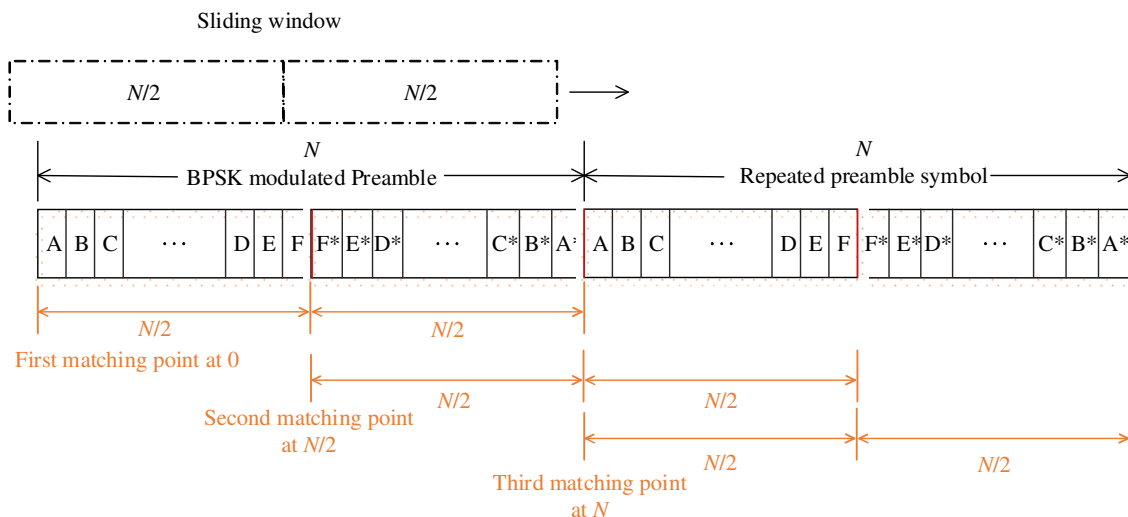 Sliding window
N/2 N/2
N N
BPSK modulated Preamble Repeated preamble symbol
A B C ··· D E F F* E* D* ··· C* B* A* A B C ··· D E F F* E* D* ··· C* B* A*
N/2 N/2
First matching point at 0
N/2 N/2
Second matching point
at N/2
N/2 N/2
Third matching point
at N